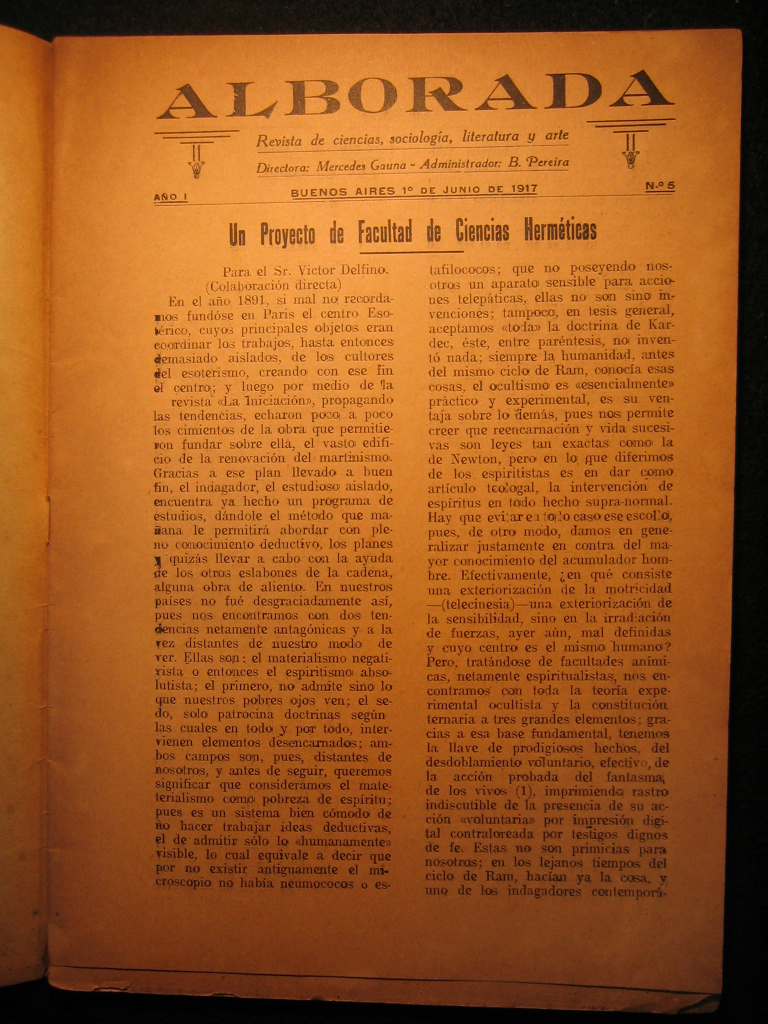 ALBORADA
Revista de ciencias, sociología, literatura y arte
Directora: Mercedes Gauna - Administrador: B. Pereira
AÑO I
BUENOS AIRES 1º DE JUNIO DE 1917
N.º 5
Un Proyecto de Facultad de Ciencias Herméticas
Para el Sr. Victor Delfino.
(Colaboración directa)
En el año 1891, si mal no recorda-
mos fundóse en Paris el centro Eso-
térico, cuyos principales objetos eran
coordinar los trabajos, hasta entonces
demasiado aislados, de los cultores
del esoterismo, creando con ese fin
el centro; y luego por medio de la
revista «La Iniciación», propagando
las tendencias, echaron poco a poco
los cimientos de la obra que permitie-
ron fundar sobre ella, el vasto edifi-
cio de la renovación del martinismo.
Gracias a ese plan llevado a buen
fin, el indagador, el estudioso aislado,
encuentra ya hecho un programa de
estudios, dándole el método que ma-
ñana le permitirá abordar con ple-
no conocimiento deductivo, los planes
y quizás llevar a cabo con la ayuda
de los otros eslabones de la cadena,
alguna obra de aliento. En nuestros
países no fué desgraciadamente así,
pues nos encontramos con dos ten-
dencias netamente antagónicas y a la
vez distantes de nuestro modo de
ver. Ellas son: el materialismo negati-
vista o entonces el espiritismo abso-
lutista; el primero, no admite sino lo
que nuestros pobres ojos ven; el se-
do, solo patrocina doctrinas según
las cuales en todo y por todo, inter-
vienen elementos desencarnados; am-
bos campos son, pues, distantes de
nosotros, y antes de seguir, queremos
significar que consideramos el mate-
terialismo como pobreza de espíritu;
pues es un sistema bien cómodo de
no hacer trabajar ideas deductivas,
el de admitir sólo lo «humanamente»
visible, lo cual equivale a decir que
por no existir antiguamente el mi-
croscopio no había neumococos o es-
tafilococos; que no poseyendo nos-
otros un aparato sensible para accio-
nes telepáticas, ellas no son sino in-
venciones; tampoco, en tesis general,
aceptamos «toda» la doctrina de Kar-
dec, éste, entre paréntesis, no inven-
tó nada; siempre la humanidad, antes
del mismo ciclo de Ram, conocía esas
cosas, el ocultismo es «esencialmente»
práctico y experimental, es su ven-
taja sobre lo demás, pues nos permite
creer que reencarnación y vida sucesi-
vas son leyes tan exactas como la
de Newton, pero en lo que diferimos
de los espiritistas es en dar como
artículo teologal, la intervención de
espíritus en todo hecho supra-normal.
Hay que evitar en todo caso ese escollo,
pues, de otro modo, damos en gene-
ralizar justamente en contra del ma-
yor conocimiento del acumulador hom-
bre. Efectivamente, ¿en qué consiste
una exteriorización de la motricidad
—(telecinesia)—una exteriorización de
la sensibilidad, sino en la irradiación
de fuerzas, ayer aún, mal definidas
y cuyo centro es el mismo humano?
Pero, tratándose de facultades aními-
cas, netamente espiritualistas, nos en-
contramos con toda la teoría expe-
rimental ocultista y la constitución
ternaria a tres grandes elementos; gra-
cias a esa base fundamental, tenemos
la llave de prodigiosos hechos, del
desdoblamiento voluntario, efectivo, de
la acción probada del fantasma,
de los vivos (1), imprimiendo rastro
indiscutible de la presencia de su ac-
ción «voluntaria» por impresión digi-
tal contraloreada por testigos dignos
de fe. Estas no son primicias para
nosotros; en los lejanos tiempos del
ciclo de Ram, hacían ya la cosa, y
uno de los indagadores contemporá-